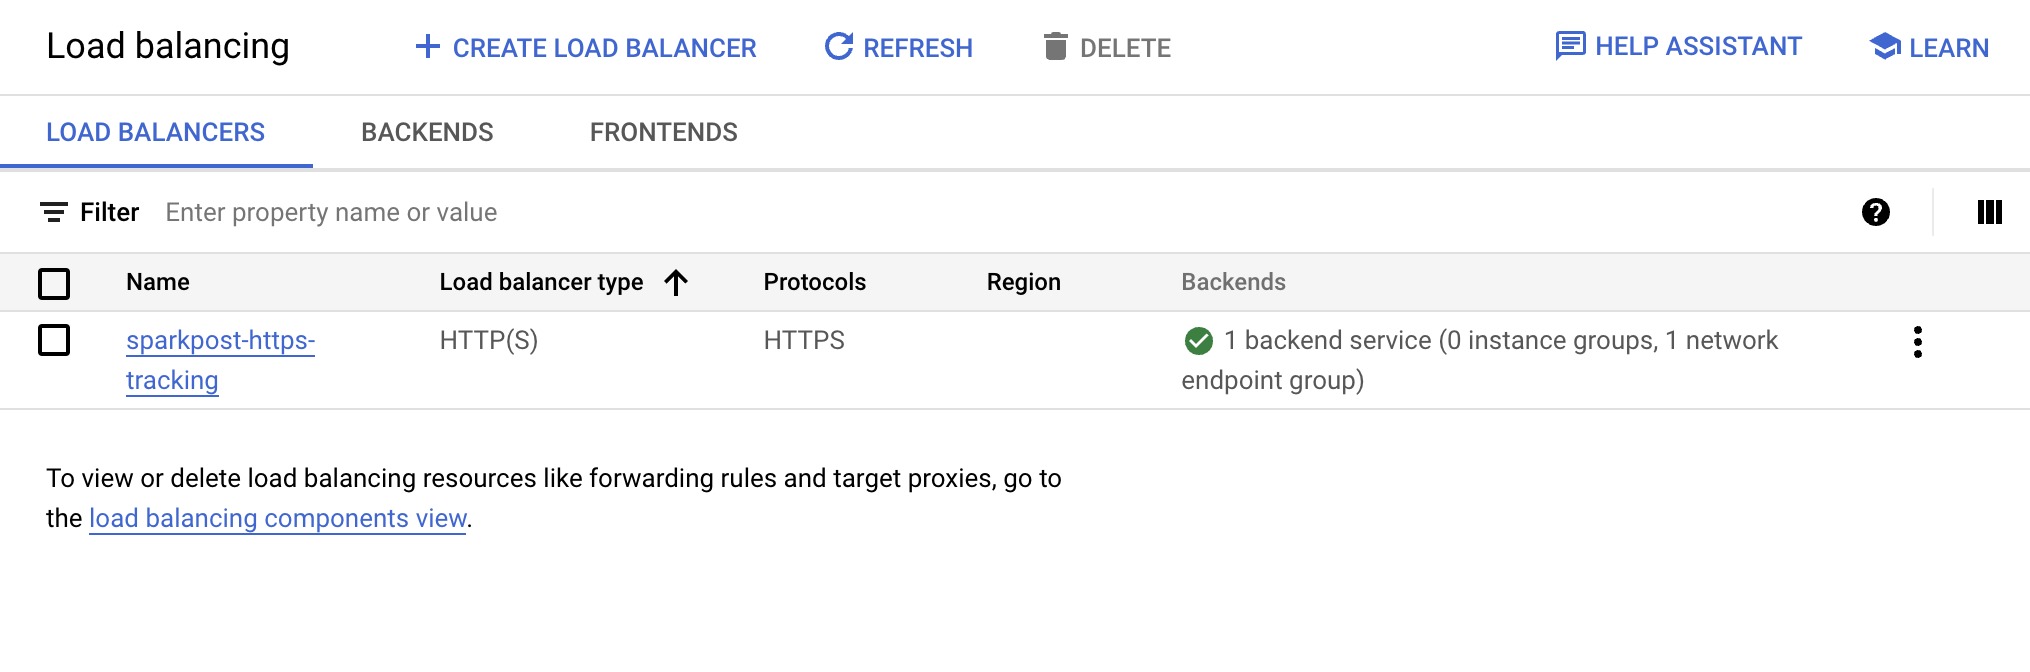 Load balancing
CREATE LOAD BALANCER
REFRESH
DELETE
HELP ASSISTANT
LEARN
LOAD BALANCERS
BACKENDS
FRONTENDS
Filter Enter property name or value
Name
Load balancer type
Protocols
Region
Backends
sparkpost-https-
tracking
HTTP(S)
HTTPS
1 backend service (0 instance groups, 1 network
endpoint group)
To view or delete load balancing resources like forwarding rules and target proxies, go to
the load balancing components view.